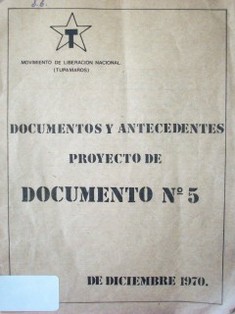 T
MOVIMIENTO DE LIBERACION NACIONAL
(TUPAMAROS)
DOCUMENTOS Y ANTECEDENTES
PROYECTO DE
DOCUMENTO Nº 5
DE DICIEMBRE 1970.